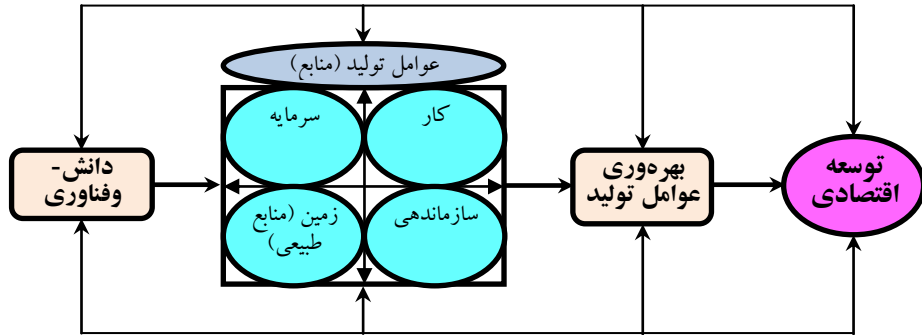 عوامل تولید (منابع)
کار
سرمایه
سازماندهی
زمین (منابع
طبیعی)
دانش-
وفناوری
بهره‌وری
عوامل تولید
توسعه
اقتصادی